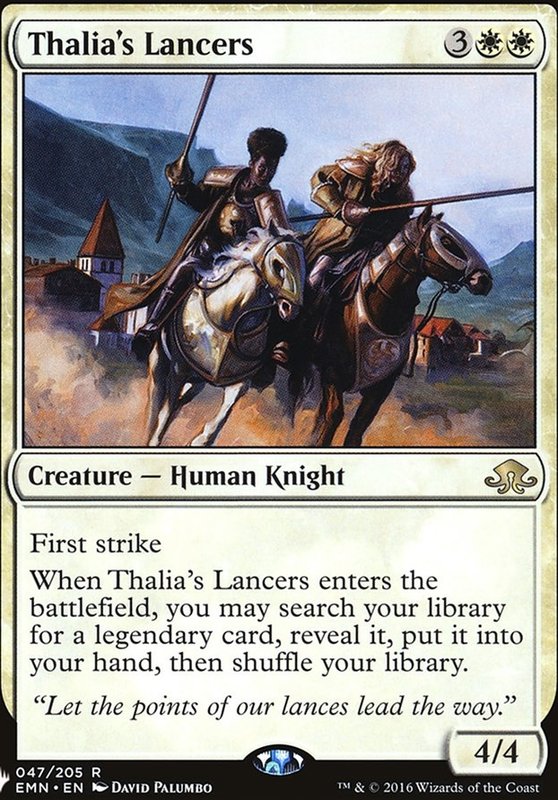 Thalia's Lancers 3
Creature — Human Knight
First strike
When Thalia's Lancers enters the
battlefield, you may search your library
for a legendary card, reveal it, put it into
your hand, then shuffle your library.
“Let the points of our lances lead the way.”
4/4
047/205 R
EMN • EN David Palumbo
™ & © 2016 Wizards of the Coast